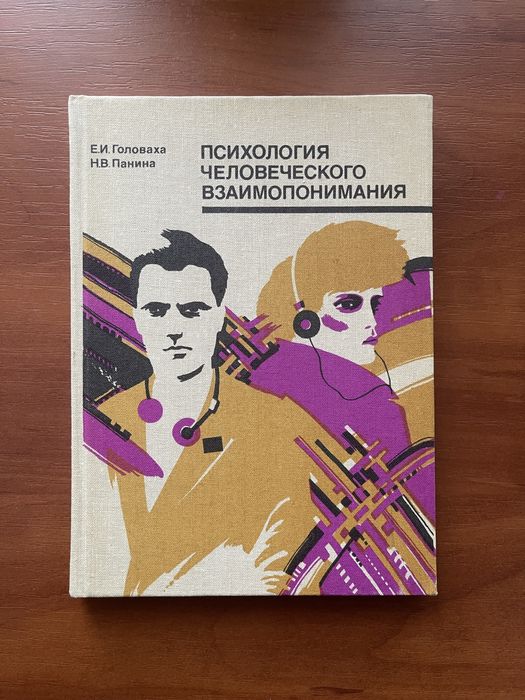 Е.И. Головаха
Н.В. Панина
ПСИХОЛОГИЯ
ЧЕЛОВЕЧЕСКОГО
ВЗАИМОПОНИМАНИЯ